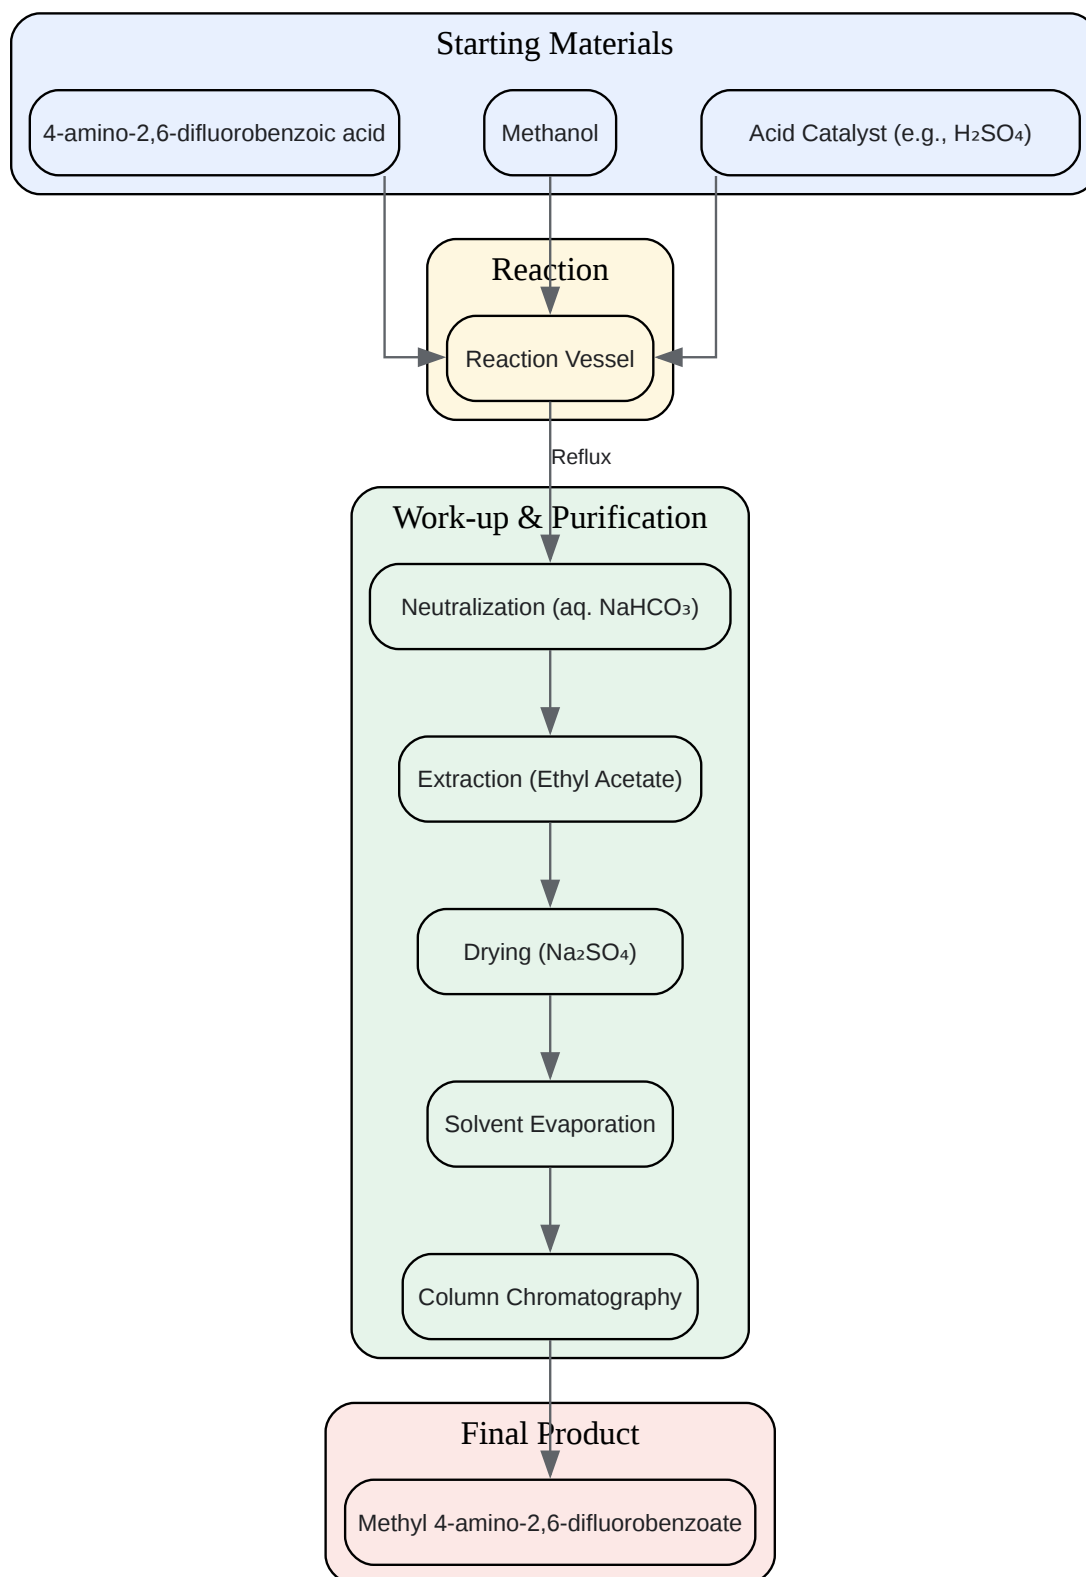 Starting Materials
4-amino-2,6-difluorobenzoic acid
Methanol
Acid Catalyst (e.g., H₂SO₄)
Reaction
Reaction Vessel
Reflux
Work-up & Purification
Neutralization (aq. NaHCO₃)
Extraction (Ethyl Acetate)
Drying (Na₂SO₄)
Solvent Evaporation
Column Chromatography
Final Product
Methyl 4-amino-2,6-difluorobenzoate